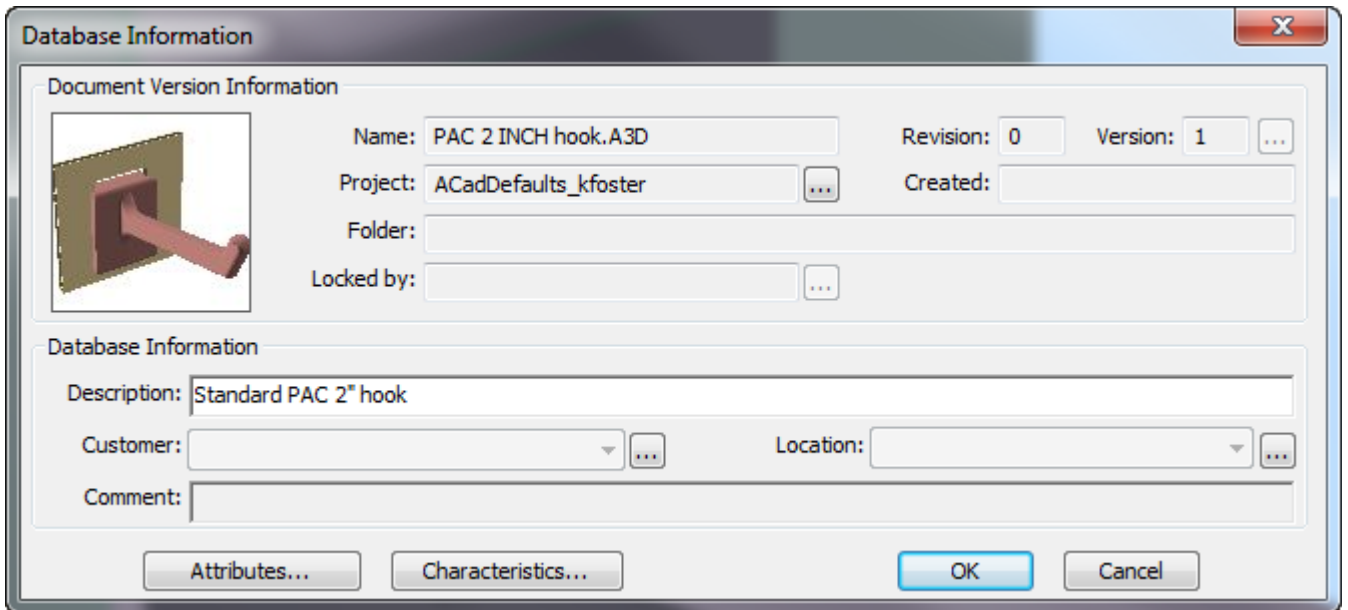 Database Information
Document Version Information
Name: PAC 2 INCH hook.A3D Revision: 0 Version: 1 ...
Project: ACadDefaults_kfoster ... Created:
Folder:
Locked by: ...
Database Information
Description: Standard PAC 2" hook
Customer: ... Location: ...
Comment:
Attributes... Characteristics... OK Cancel